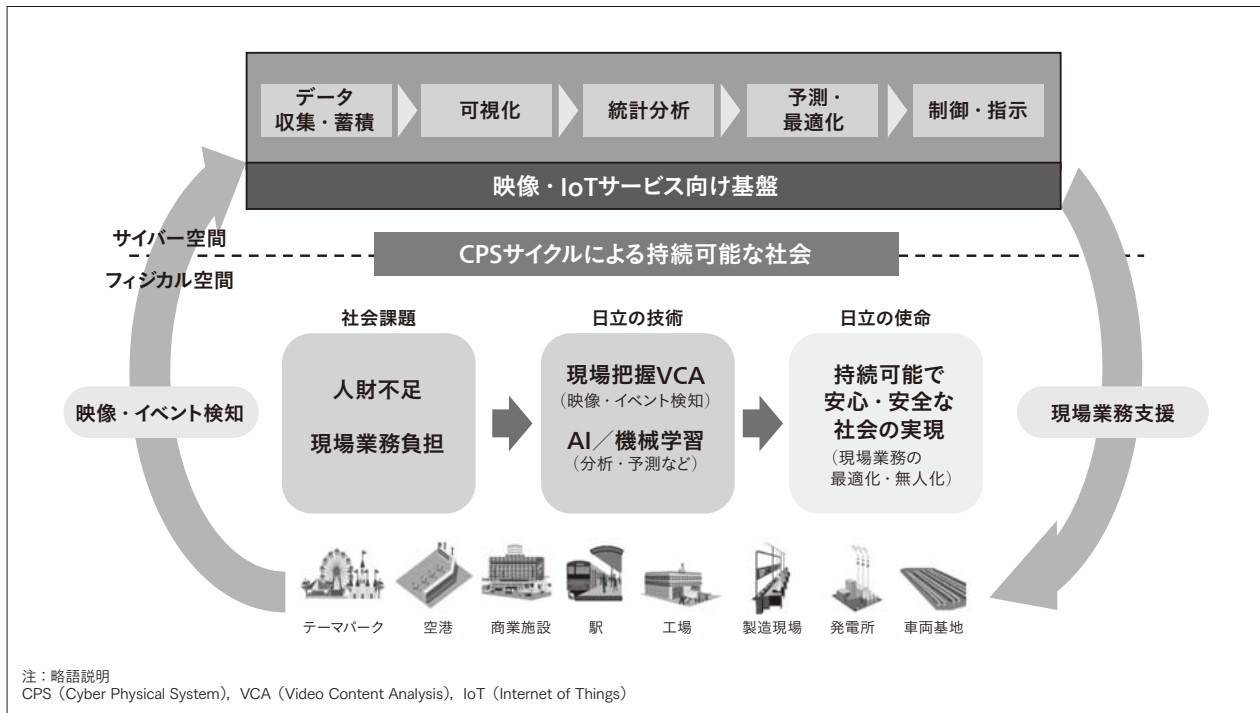 データ
収集・蓄積
可視化
統計分析
予測・
最適化
制御・指示
映像・IoTサービス向け基盤
サイバー空間
CPSサイクルによる持続可能な社会
フィジカル空間
社会課題
人財不足
現場業務負担
日立の技術
現場把握VCA
（映像・イベント検知）
AI／機械学習
（分析・予測など）
日立の使命
持続可能で
安心・安全な
社会の実現
（現場業務の
最適化・無人化）
映像・イベント検知
現場業務支援
テーマパーク
空港
商業施設
駅
工場
製造現場
発電所
車両基地
注：略語説明
CPS（Cyber Physical System），VCA（Video Content Analysis），IoT（Internet of Things）